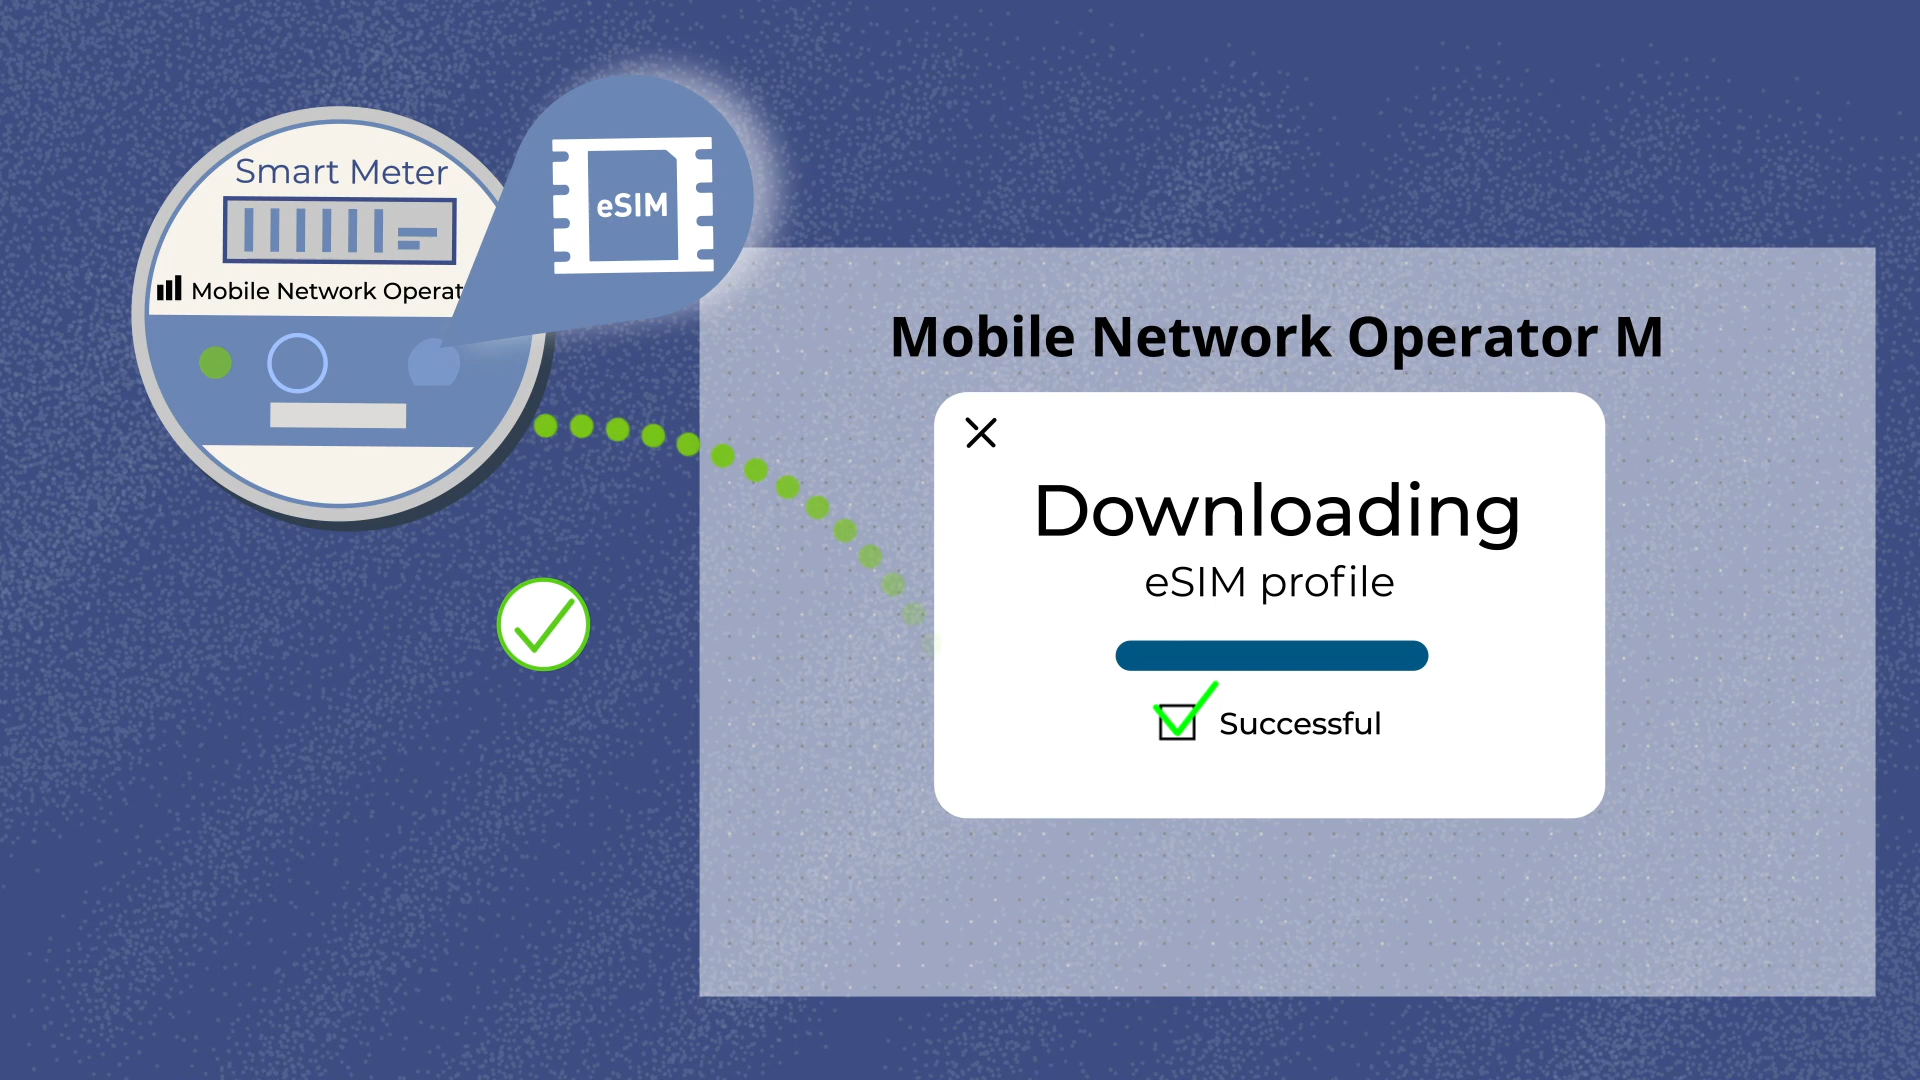 Smart Meter
eSIM
Mobile Network Operat
Mobile Network Operator M
Downloading
eSIM profile
Successful